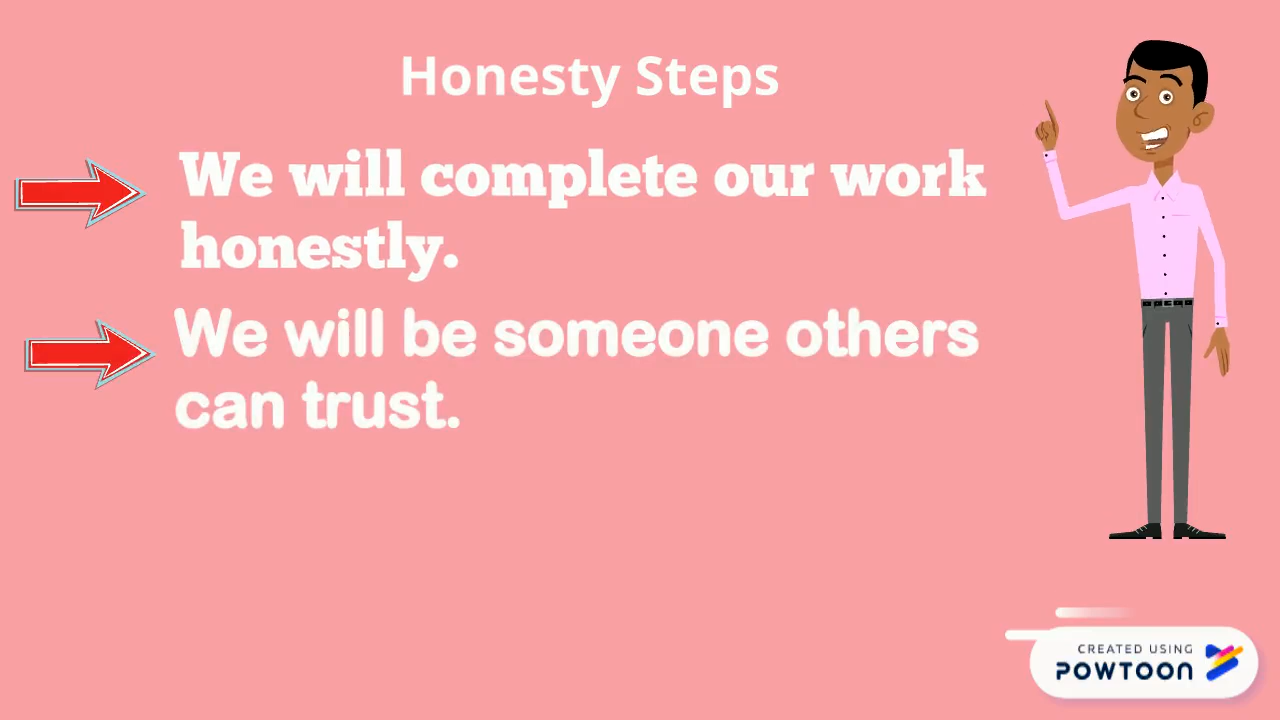 Honesty Steps
We will complete our work
honestly.
We will be someone others
can trust.
CREATED USING
POWTOON